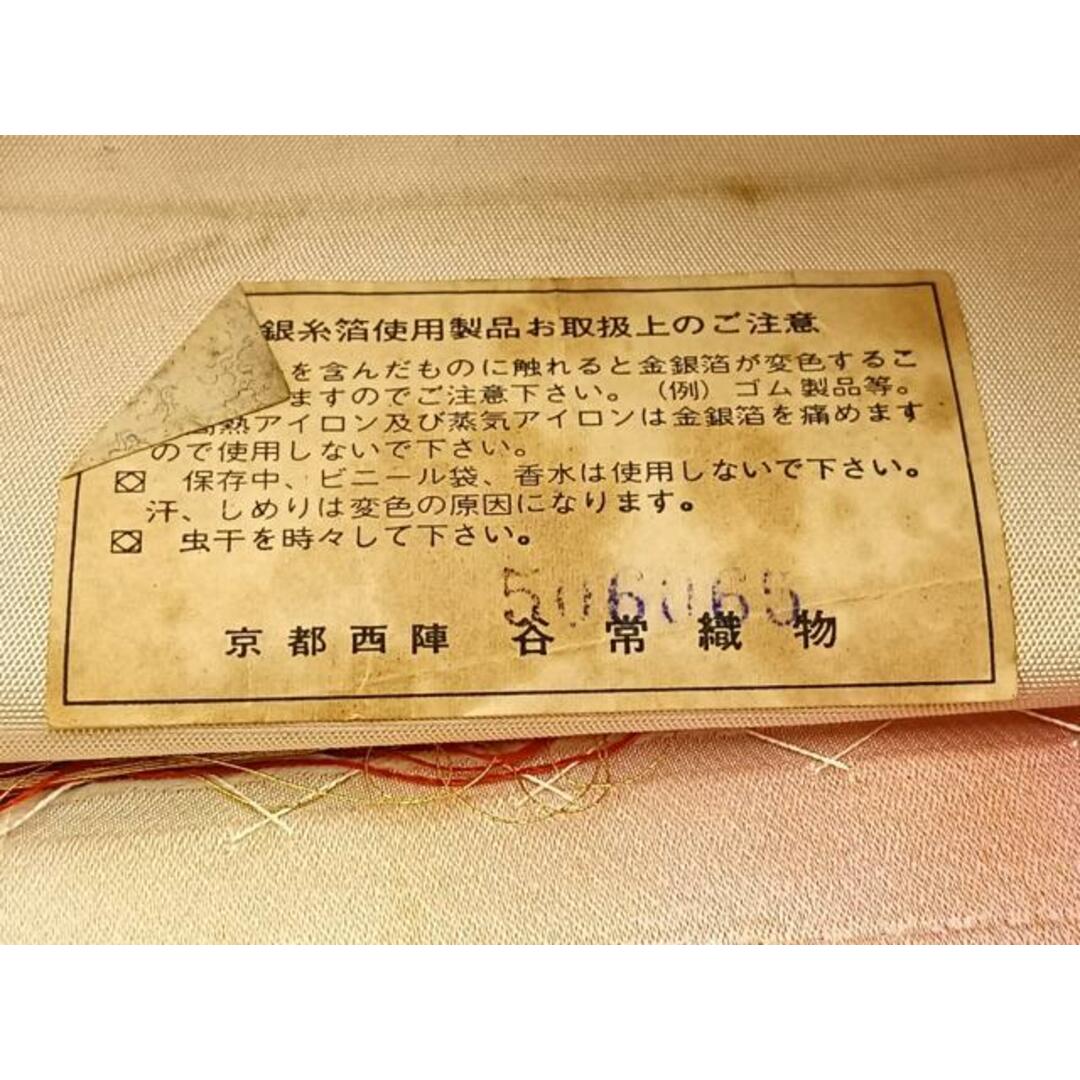 銀糸箔使用製品お取扱上のご注意
を含んだものに触れると金銀箔が変色するこ
ますのでご注意下さい。(例)ゴム製品等。
高熱アイロン及び蒸気アイロンは金銀箔を痛めます
ので使用しないで下さい。
保存中、ビニール袋、香水は使用しないで下さい。
汗、しめりは変色の原因になります。
虫干を時々して下さい。
506065
京都西陣 谷常織物